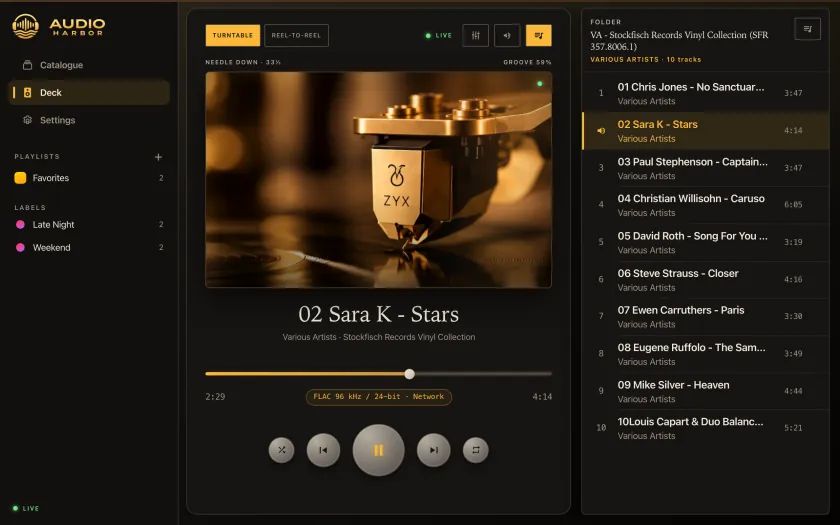 AUDIO
HARBOR
Catalogue
Deck
Settings
PLAYLISTS
Favorites 2
LABELS
Late Night 2
Weekend 2
LIVE
TURNTABLE
REEL-TO-REEL
LIVE
NEEDLE DOWN · 33⅓
GROOVE 59%
ZYX
02 Sara K - Stars
Various Artists · Stockfisch Records Vinyl Collection
2:29
FLAC 96 kHz / 24-bit · Network
4:14
FOLDER
VA - Stockfisch Records Vinyl Collection (SFR
357.8006.1)
VARIOUS ARTISTS · 10 tracks
1 01 Chris Jones - No Sanctuar... 3:47
Various Artists
02 Sara K - Stars 4:14
Various Artists
3 03 Paul Stephenson - Captain... 3:47
Various Artists
4 04 Christian Willisohn - Caruso 6:05
Various Artists
5 05 David Roth - Song For You ... 3:19
Various Artists
6 06 Steve Strauss - Closer 4:16
Various Artists
7 07 Ewen Carruthers - Paris 3:30
Various Artists
8 08 Eugene Ruffolo - The Sam... 3:49
Various Artists
9 09 Mike Silver - Heaven 4:44
Various Artists
10 10Louis Capart & Duo Balanc... 5:21
Various Artists